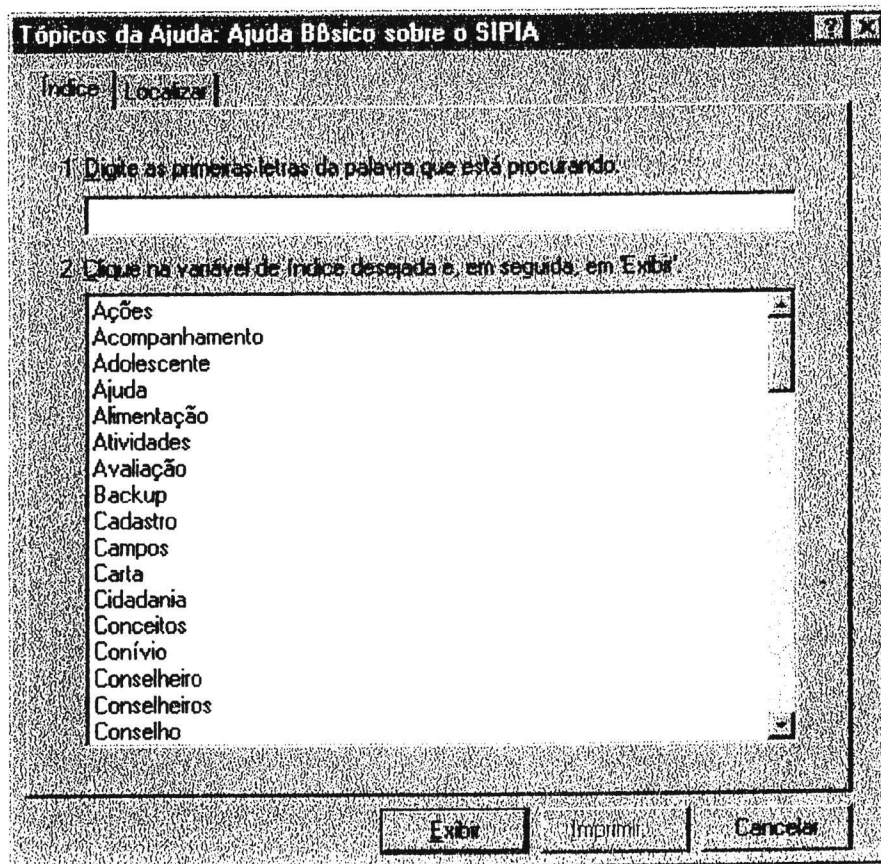 Tópicos da Ajuda: Ajuda Bßsico sobre o SIPIA
Índice Localizar
1 Digite as primeiras letras da palavra que está procurando.
2 Clique na variável de índice desejada e, em seguida, em 'Exibir'.
Ações
Acompanhamento
Adolescente
Ajuda
Alimentação
Atividades
Avaliação
Backup
Cadastro
Campos
Carta
Cidadania
Conceitos
Conívio
Conselheiro
Conselheiros
Conselho
Exibir Imprimir... Cancelar